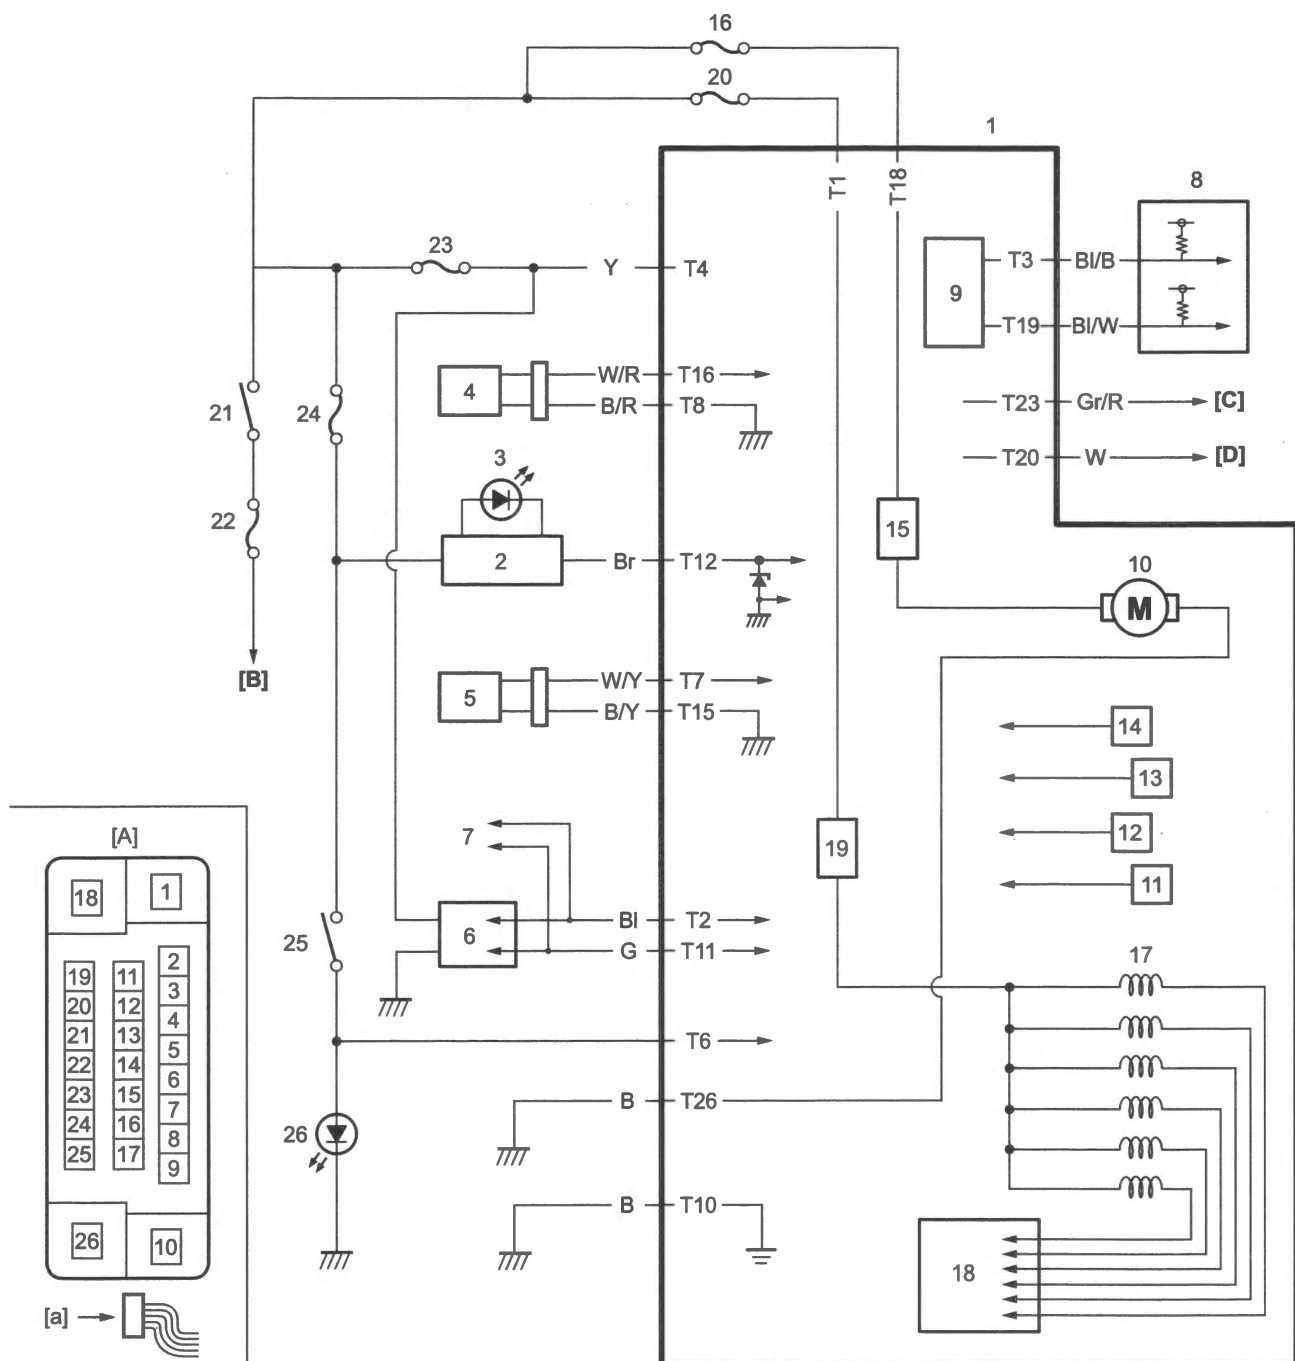 16
20
1
T1
T18
8
23
Y
T4
9
T3
Bl/B
T19
Bl/W
4
W/R
T16
B/R
T8
21
24
T23
Gr/R
[C]
3
T20
W
[D]
22
15
2
Br
T12
10
M
[B]
5
W/Y
T7
B/Y
T15
14
13
7
12
19
11
[A]
18
1
6
Bl
T2
G
T11
25
17
19
11
2
20
12
3
21
13
4
22
14
5
23
15
6
24
16
7
25
17
8
9
26
10
T6
B
T26
26
B
T10
18
[a]